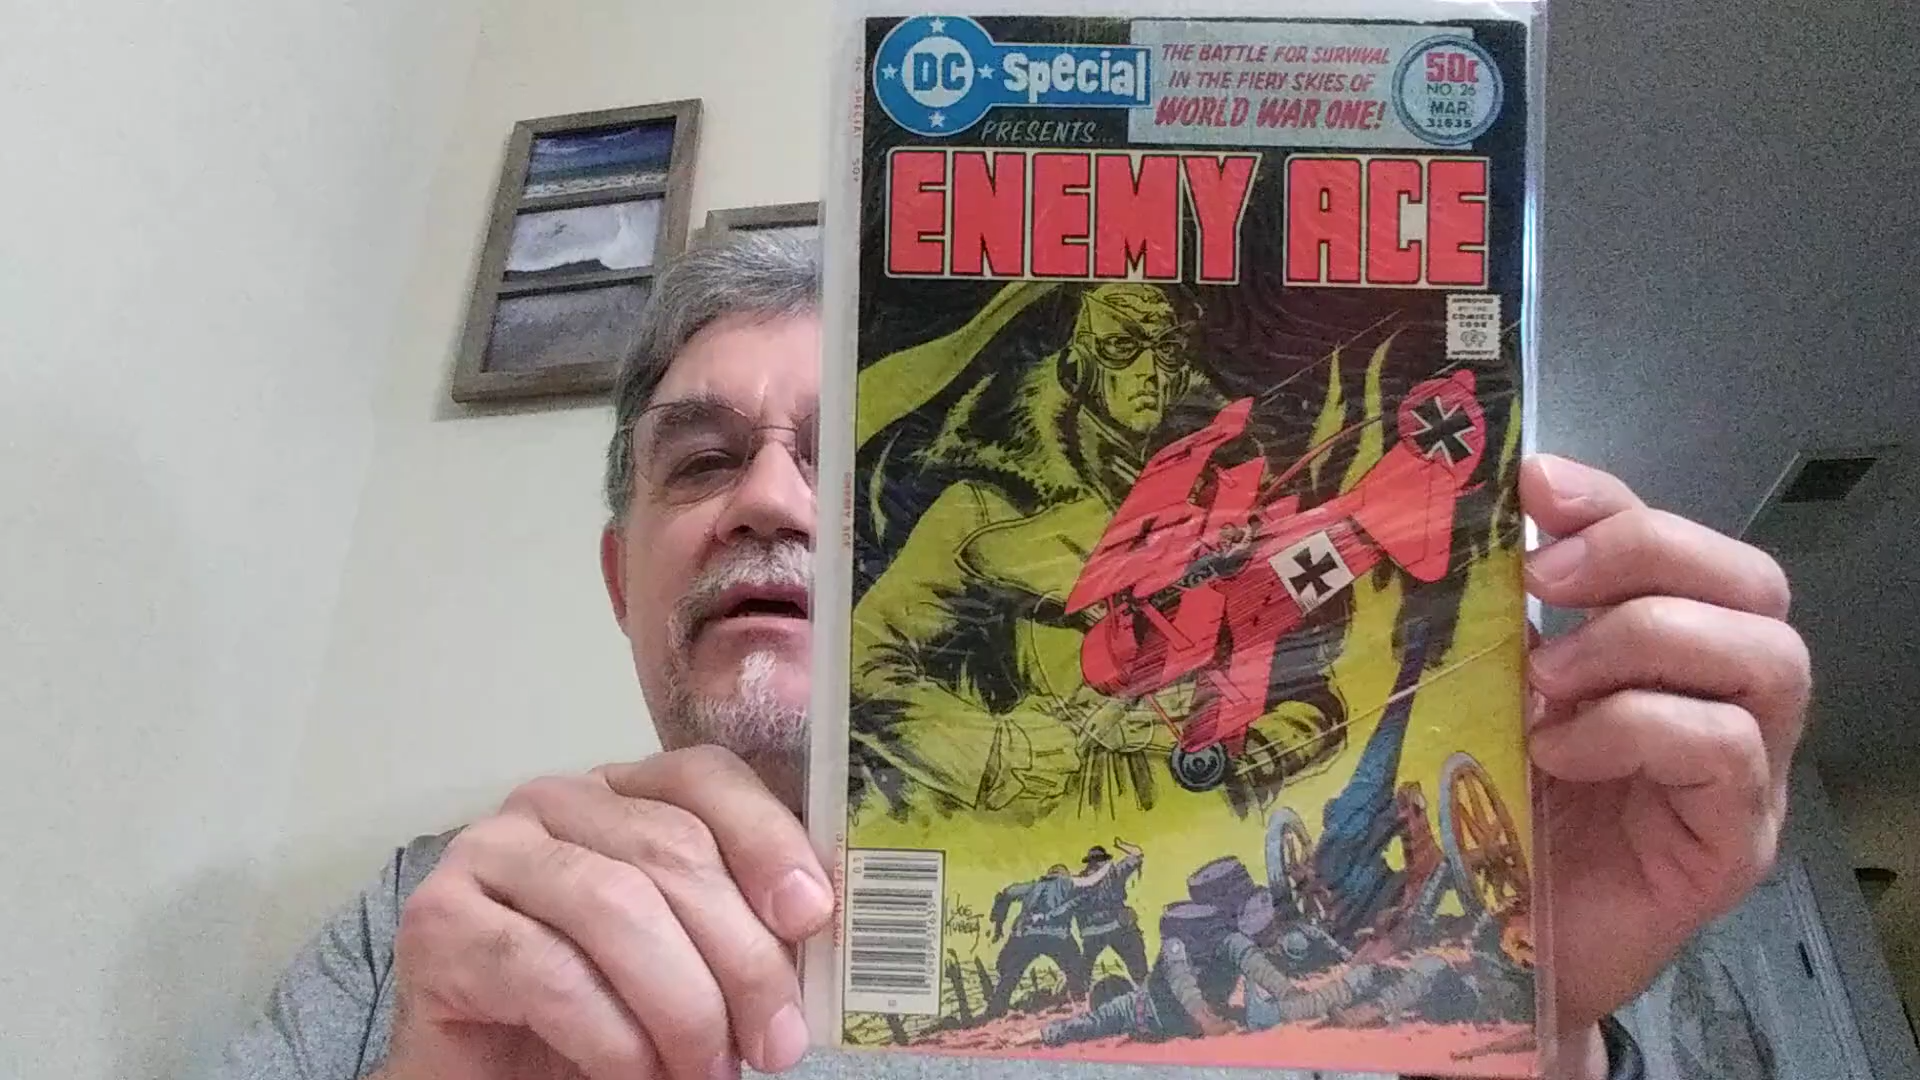 DC Special
PRESENTS...
THE BATTLE FOR SURVIVAL
IN THE FIERY SKIES OF
WORLD WAR ONE!
50¢
NO. 26
MAR.
31635
ENEMY ACE
APPROVED
BY THE
COMICS
CODE
AUTHORITY
JOE
KUBERT